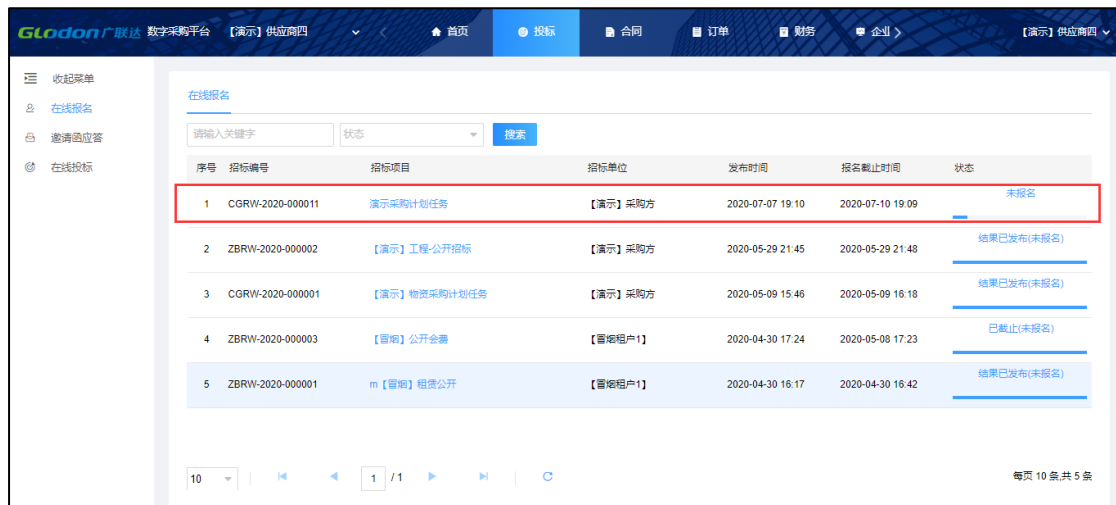 GLodon广联达 数字采购平台 【演示】供应商四 首页 投标 合同 订单 财务 企业 【演示】供应商四
收起菜单
在线报名
邀请函应答
在线投标
在线报名
请输入关键字 状态 搜索
序号 招标编号 招标项目 招标单位 发布时间 报名截止时间 状态
1 CGRW-2020-000011 演示采购计划任务 【演示】采购方 2020-07-07 19:10 2020-07-10 19:09 未报名
2 ZBRW-2020-000002 【演示】工程-公开招标 【演示】采购方 2020-05-29 21:45 2020-05-29 21:48 结果已发布(未报名)
3 CGRW-2020-000001 【演示】物资采购计划任务 【演示】采购方 2020-05-09 15:46 2020-05-09 16:18 结果已发布(未报名)
4 ZBRW-2020-000003 【冒烟】公开会员 【冒烟租户1】 2020-04-30 17:24 2020-05-08 17:23 已截止(未报名)
5 ZBRW-2020-000001 m【冒烟】租赁公开 【冒烟租户1】 2020-04-30 16:17 2020-04-30 16:42 结果已发布(未报名)
10 1 /1 每页 10 条,共 5 条